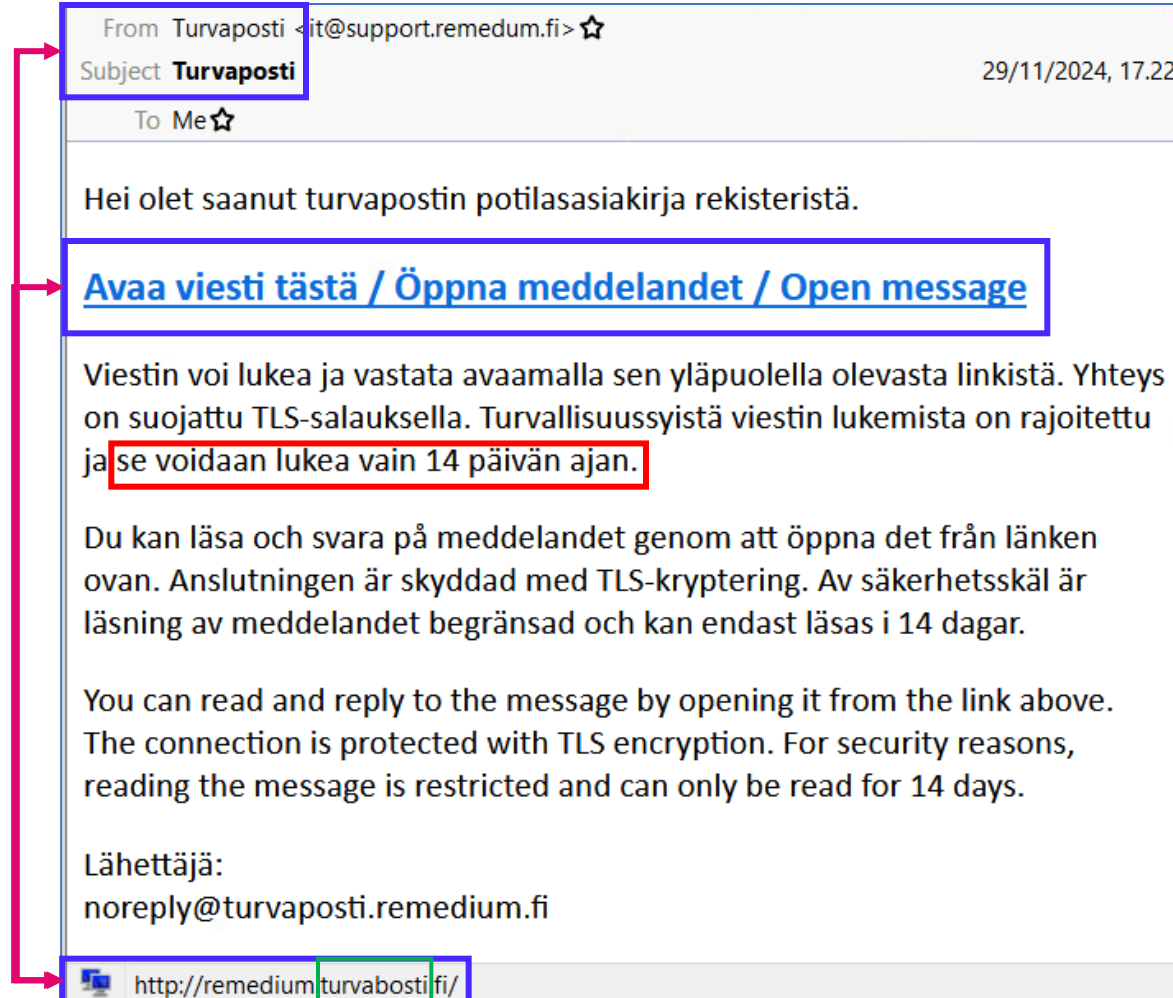 From Turvaposti <it@support.remedum.fi>
Subject Turvaposti 29/11/2024, 17.22
To Me
Hei olet saanut turvapostin potilasasiakirja rekisteristä.
Avaa viesti tästä / Öppna meddelandet / Open message
Viestin voi lukea ja vastata avaamalla sen yläpuolella olevasta linkistä. Yhteys
on suojattu TLS-salauksella. Turvallisuussyistä viestin lukemista on rajoitettu
ja se voidaan lukea vain 14 päivän ajan.
Du kan läsa och svara på meddelandet genom att öppna det från länken
ovan. Anslutningen är skyddad med TLS-kryptering. Av säkerhetsskäl är
läsning av meddelandet begränsad och kan endast läsas i 14 dagar.
You can read and reply to the message by opening it from the link above.
The connection is protected with TLS encryption. For security reasons,
reading the message is restricted and can only be read for 14 days.
Lähettäjä:
noreply@turvaposti.remedium.fi
http://remedium.turvabosti.fi/